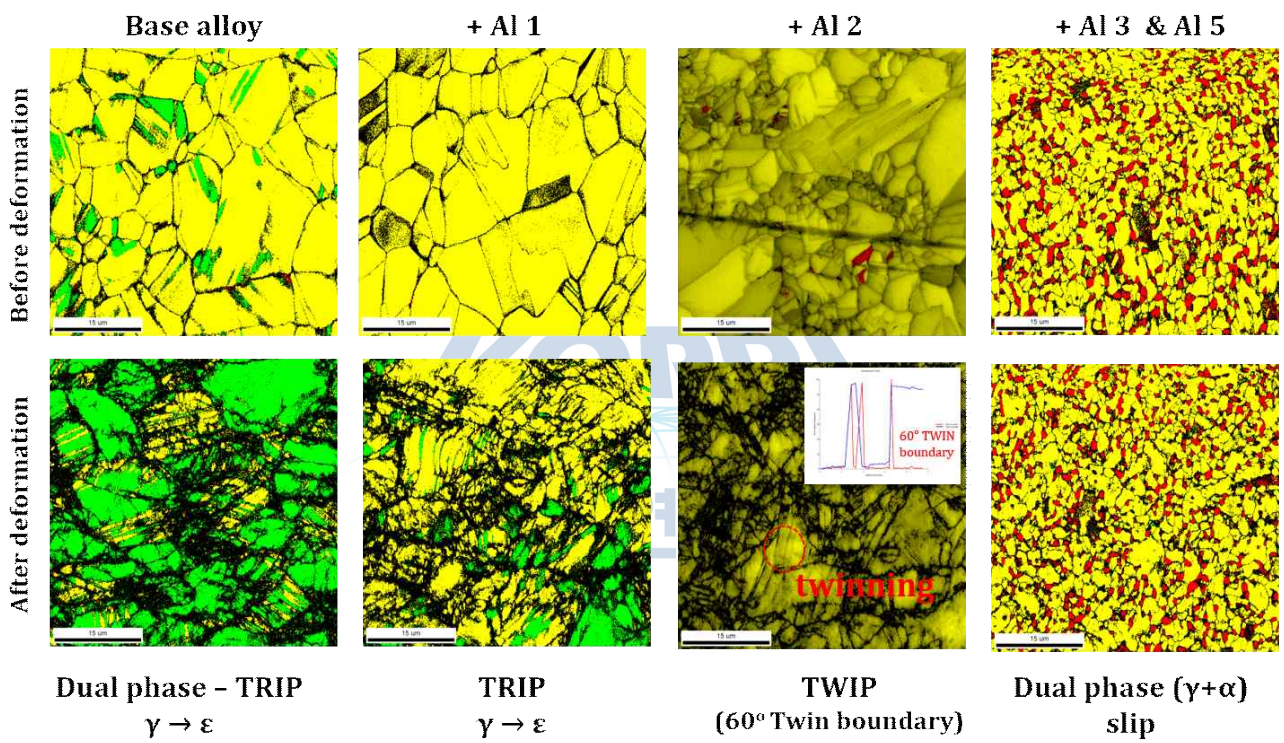 Base alloy
+ Al 1
+ Al 2
+ Al 3 & Al 5
Before deformation
15 um
15 um
15 um
15 um
After deformation
60° TWIN
boundary
twinning
15 um
15 um
15 um
15 um
Dual phase – TRIP
γ → ε
TRIP
γ → ε
TWIP
(60° Twin boundary)
Dual phase (γ+α)
slip